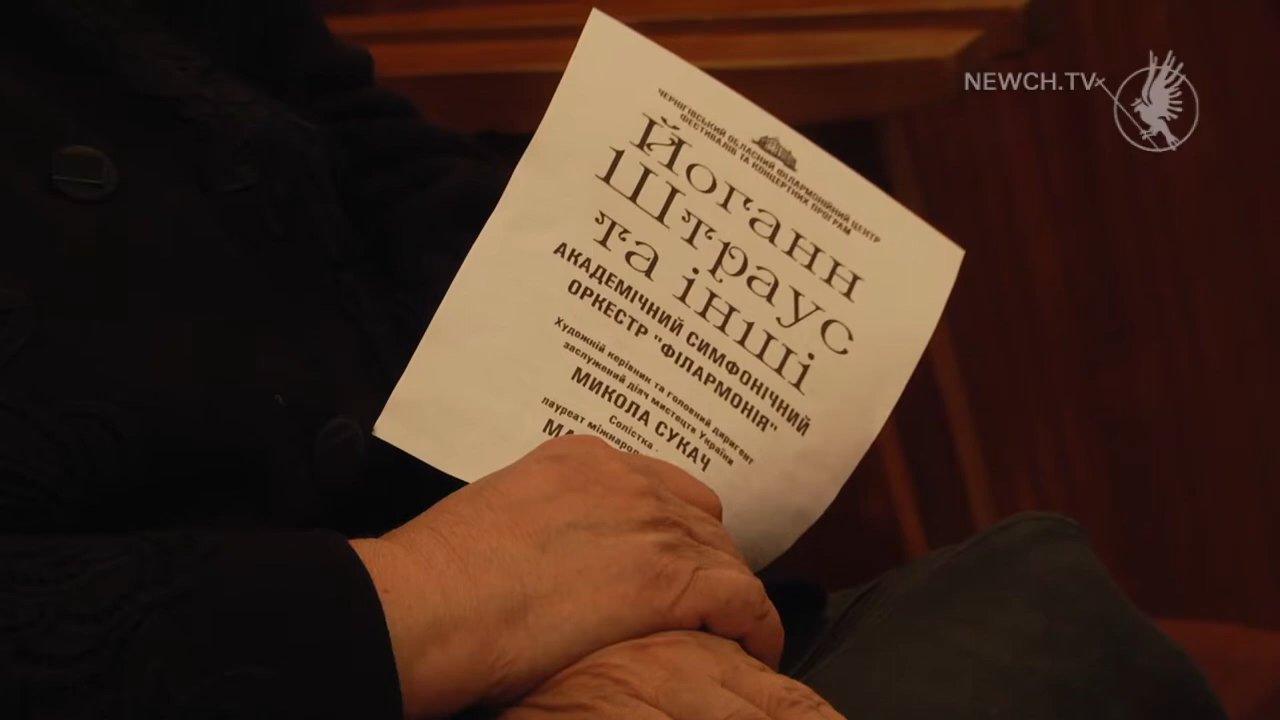 NEWCH.TV
ЧЕРНІГІВСЬКИЙ ОБЛАСНИЙ ФІЛАРМОНІЙНИЙ ЦЕНТР
ФЕСТИВАЛІВ ТА КОНЦЕРТНИХ ПРОГРАМ
Йоганн
Штраус
та інші
АКАДЕМІЧНИЙ СИМФОНІЧНИЙ
ОРКЕСТР "ФІЛАРМОНІЯ"
Художній керівник та головний диригент
заслужений діяч мистецтв України
МИКОЛА СУКАЧ
Солістка -
лауреат